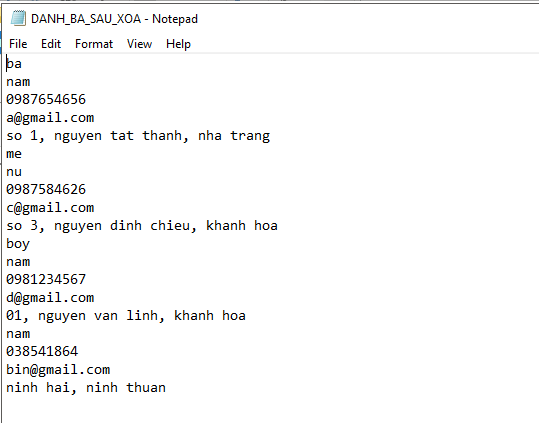 DANH_BA_SAU_XOA - Notepad
File Edit Format View Help
ba
nam
0987654656
a@gmail.com
so 1, nguyen tat thanh, nha trang
me
nu
0987584626
c@gmail.com
so 3, nguyen dinh chieu, khanh hoa
boy
nam
0981234567
d@gmail.com
01, nguyen van linh, khanh hoa
nam
038541864
bin@gmail.com
ninh hai, ninh thuan